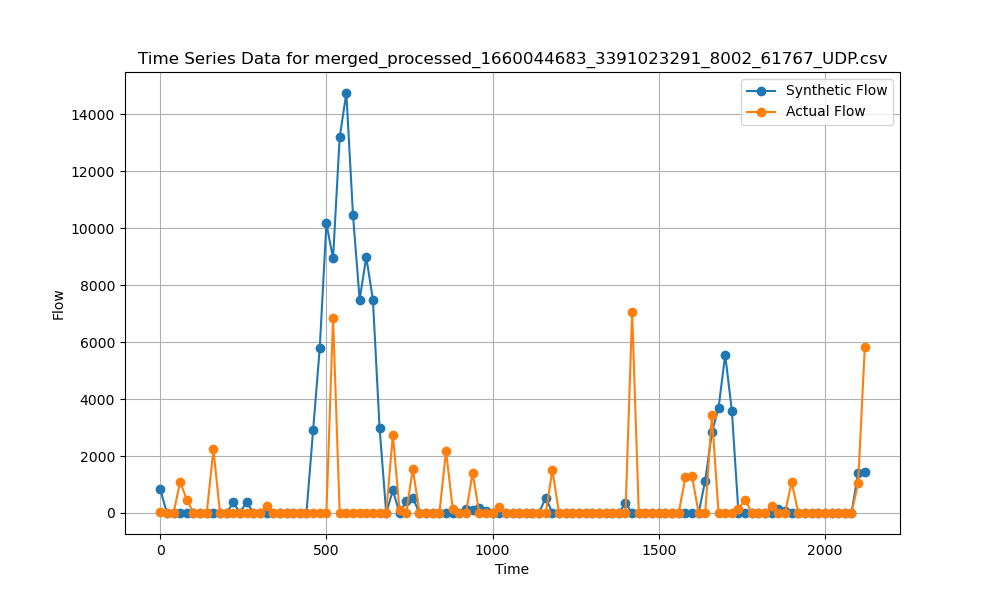 Time Series Data for merged_processed_1660044683_3391023291_8002_61767_UDP.csv
Synthetic Flow
Actual Flow
14000
12000
10000
8000
6000
4000
2000
0
Flow
0 500 1000 1500 2000
Time